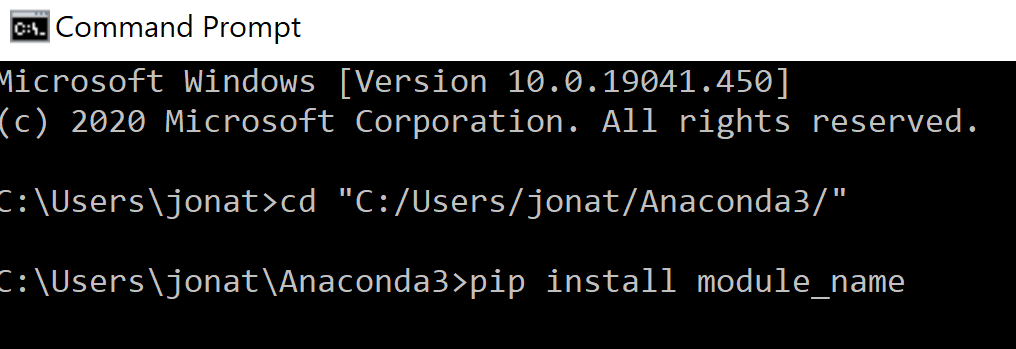 C:\. Command Prompt
Microsoft Windows [Version 10.0.19041.450]
(c) 2020 Microsoft Corporation. All rights reserved.
C:\Users\jonat>cd "C:/Users/jonat/Anaconda3/"
C:\Users\jonat\Anaconda3>pip install module_name